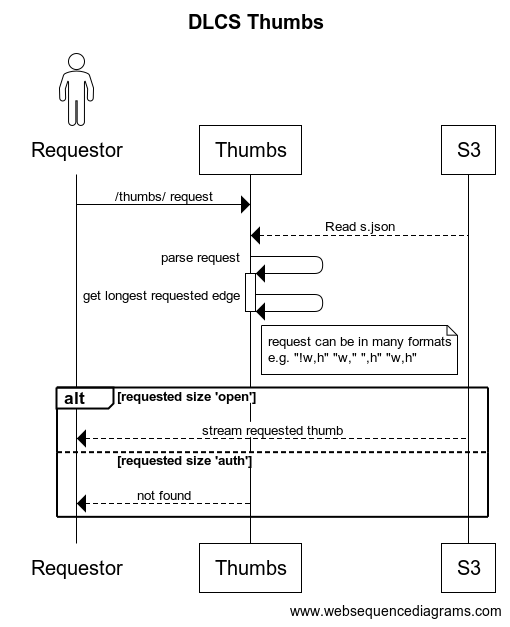 DLCS Thumbs
Requestor
Thumbs
S3
/thumbs/ request
Read s.json
parse request
get longest requested edge
request can be in many formats
e.g. "!w,h" "w," ",h" "w,h"
alt
[requested size 'open']
stream requested thumb
[requested size 'auth']
not found
Requestor
Thumbs
S3
www.websequencediagrams.com